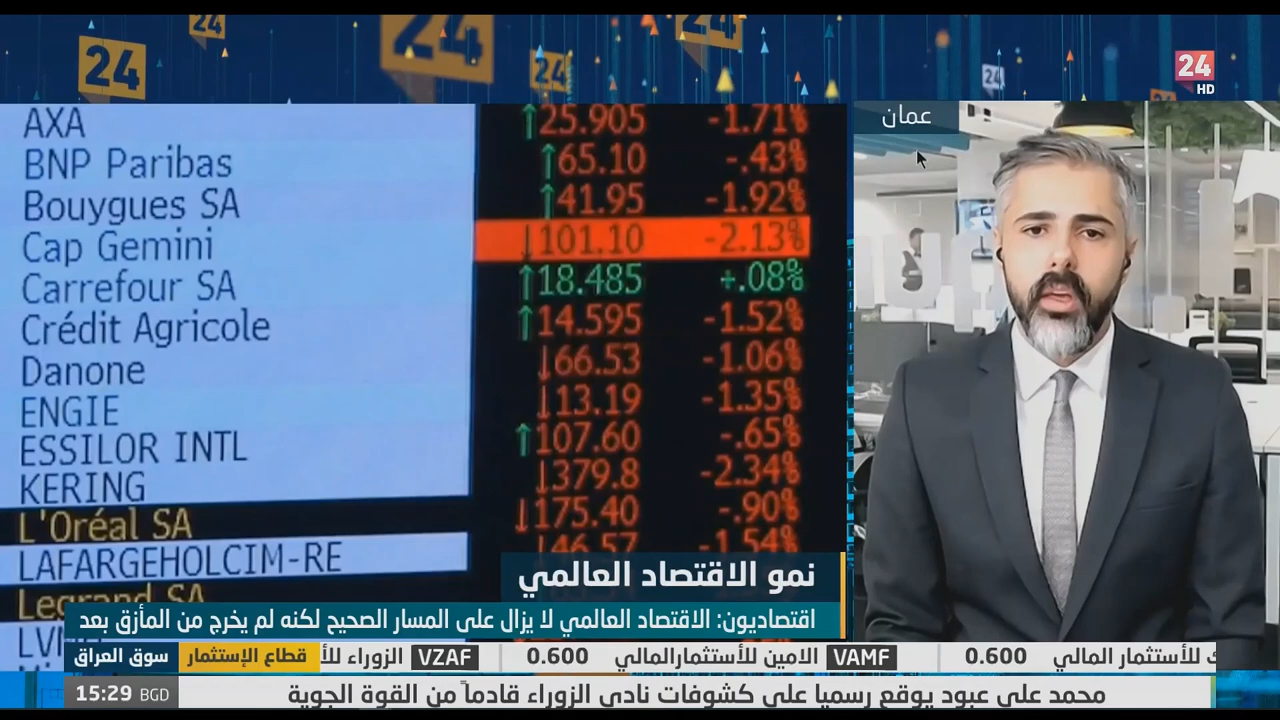 24
24
24
24
24
24
24
HD
عمان
AXA ↑25.905 -1.71%
BNP Paribas ↑65.10 -.43%
Bouygues SA ↑41.95 -1.92%
Cap Gemini ↓101.10 -2.13%
Carrefour SA ↑18.485 +.08%
Crédit Agricole ↑14.595 -1.52%
Danone ↓66.53 -1.06%
ENGIE ↓13.19 -1.35%
ESSILOR INTL ↑107.60 -.65%
KERING ↓379.8 -2.34%
L'Oréal SA ↓175.40 -.90%
LAFARGEHOLCIM-RE ↓46.57 -1.54%
Legrand SA
نمو الاقتصاد العالمي
اقتصاديون: الاقتصاد العالمي لا يزال على المسار الصحيح لكنه لم يخرج من المأزق بعد
سوق العراق قطاع الإستثمار الزوراء للأ VZAF 0.600 الامين للأستثمارالمالي VAMF 0.600 للأستثمار المالي
15:29 BGD محمد علي عبود يوقع رسميا على كشوفات نادي الزوراء قادماً من القوة الجوية